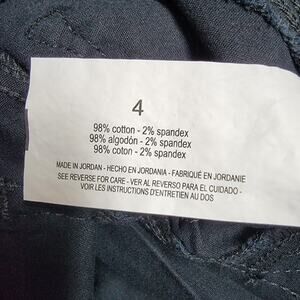 4
98% cotton - 2% spandex
98% algodón - 2% spandex
98% coton - 2% spandex
MADE IN JORDAN - HECHO EN JORDANIA - FABRIQUÉ EN JORDANIE
SEE REVERSE FOR CARE - VER AL REVERSO PARA EL CUIDADO -
VOIR LES INSTRUCTIONS D'ENTRETIEN AU DOS